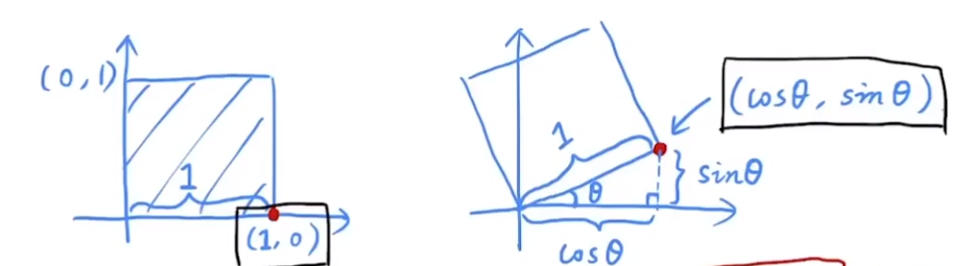 (0,1)
1
(1,0)
(cosθ, sinθ)
1
θ
sinθ
cosθ